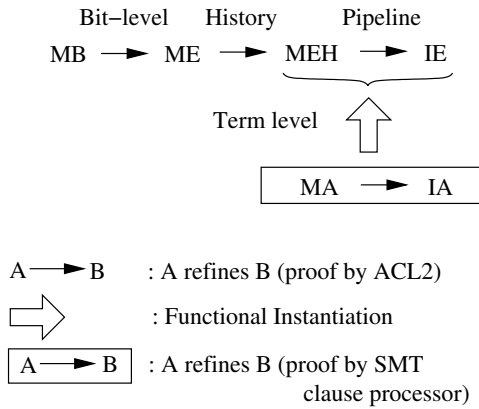 Bit−level History Pipeline
MB ME MEH IE
Term level
MA IA
A B : A refines B (proof by ACL2)
: Functional Instantiation
A B : A refines B (proof by SMT
clause processor)